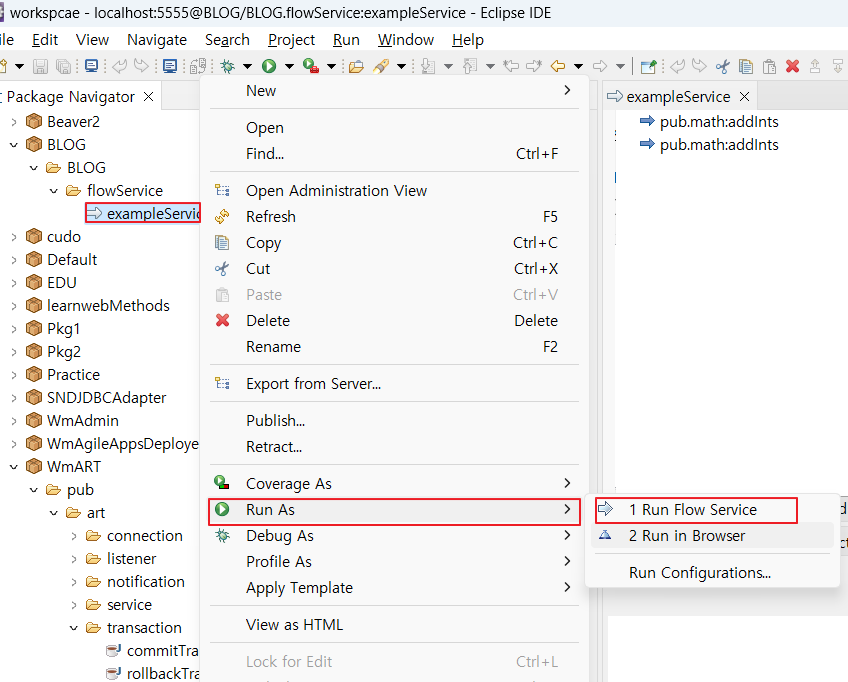 workspcae - localhost:5555@BLOG/BLOG.flowService:exampleService - Eclipse IDE
ile Edit View Navigate Search Project Run Window Help
Package Navigator
Beaver2
BLOG
BLOG
flowService
exampleServic
cudo
Default
EDU
learnwebMethods
Pkg1
Pkg2
Practice
SNDJDBCAdapter
WmAdmin
WmAgileAppsDeploye
WmART
pub
art
connection
listener
notification
service
transaction
commitTra
rollbackTra
New
Open
Find... Ctrl+F
Open Administration View
Refresh F5
Copy Ctrl+C
Cut Ctrl+X
Paste Ctrl+V
Delete Delete
Rename F2
Export from Server...
Publish...
Retract...
Coverage As
Run As
Debug As
Profile As
Apply Template
View as HTML
Lock for Edit Ctrl+L
1 Run Flow Service
2 Run in Browser
Run Configurations...
exampleService
pub.math:addInts
pub.math:addInts